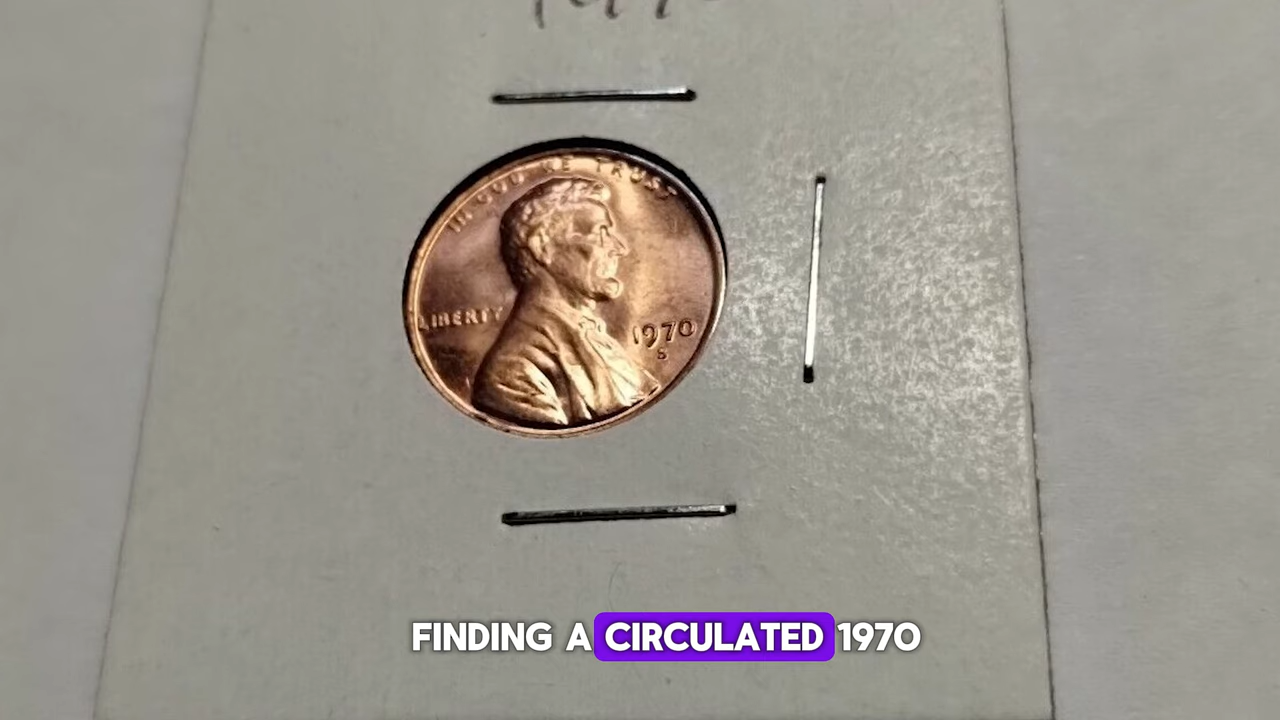 IN GOD WE TRUST
LIBERTY
1970
S
FINDING A CIRCULATED 1970